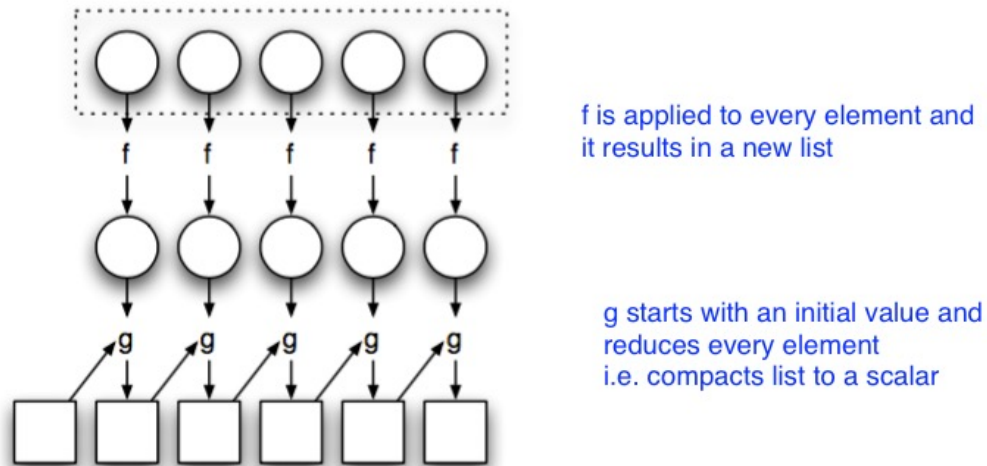 f f f f f
f is applied to every element and
it results in a new list
g g g g g
g starts with an initial value and
reduces every element
i.e. compacts list to a scalar